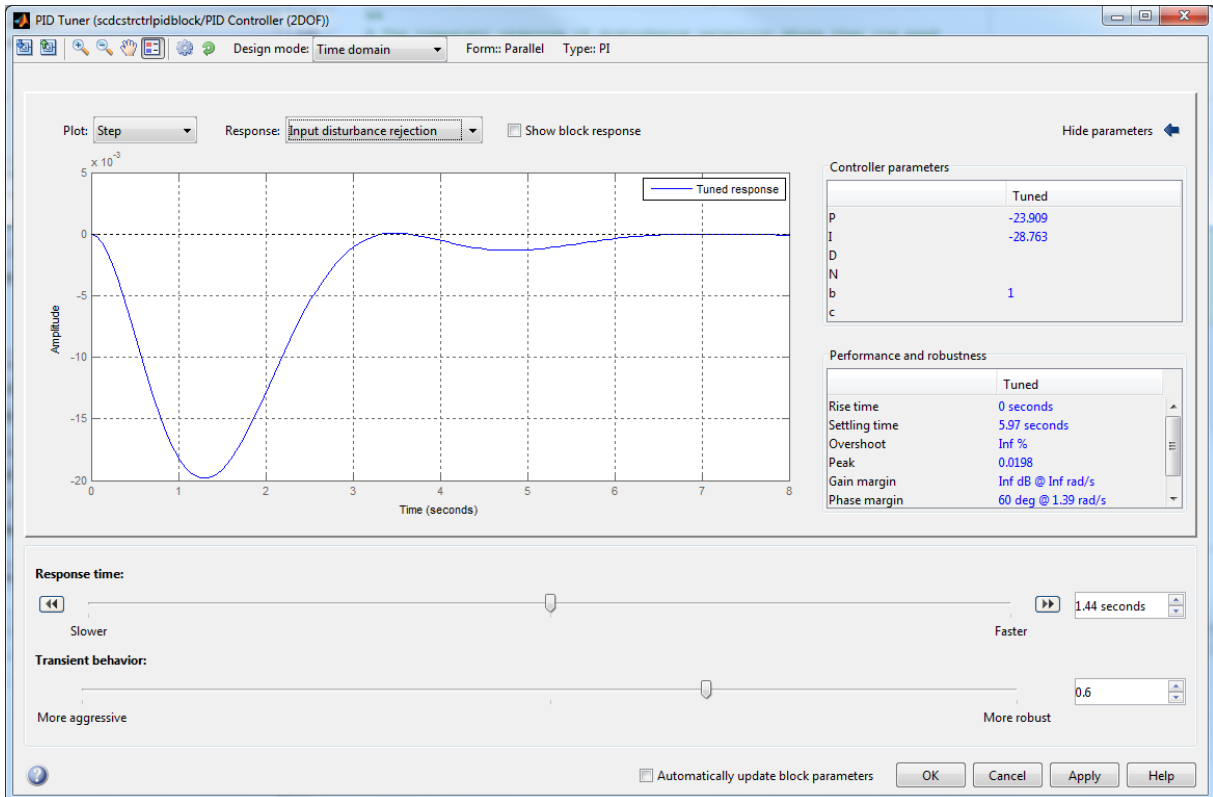 PID Tuner (scdcstrctrlpidblock/PID Controller (2DOF))
Design mode: Time domain Form:: Parallel Type:: PI
Plot: Step Response: Input disturbance rejection Show block response Hide parameters
x 10^-3
Tuned response
5
0
-5
-10
-15
-20
0 1 2 3 4 5 6 7 8
Amplitude
Time (seconds)
Controller parameters
Tuned
P -23.909
I -28.763
D
N
b 1
c
Performance and robustness
Tuned
Rise time 0 seconds
Settling time 5.97 seconds
Overshoot Inf %
Peak 0.0198
Gain margin Inf dB @ Inf rad/s
Phase margin 60 deg @ 1.39 rad/s
Response time:
1.44 seconds
Slower Faster
Transient behavior:
0.6
More aggressive More robust
Automatically update block parameters OK Cancel Apply Help